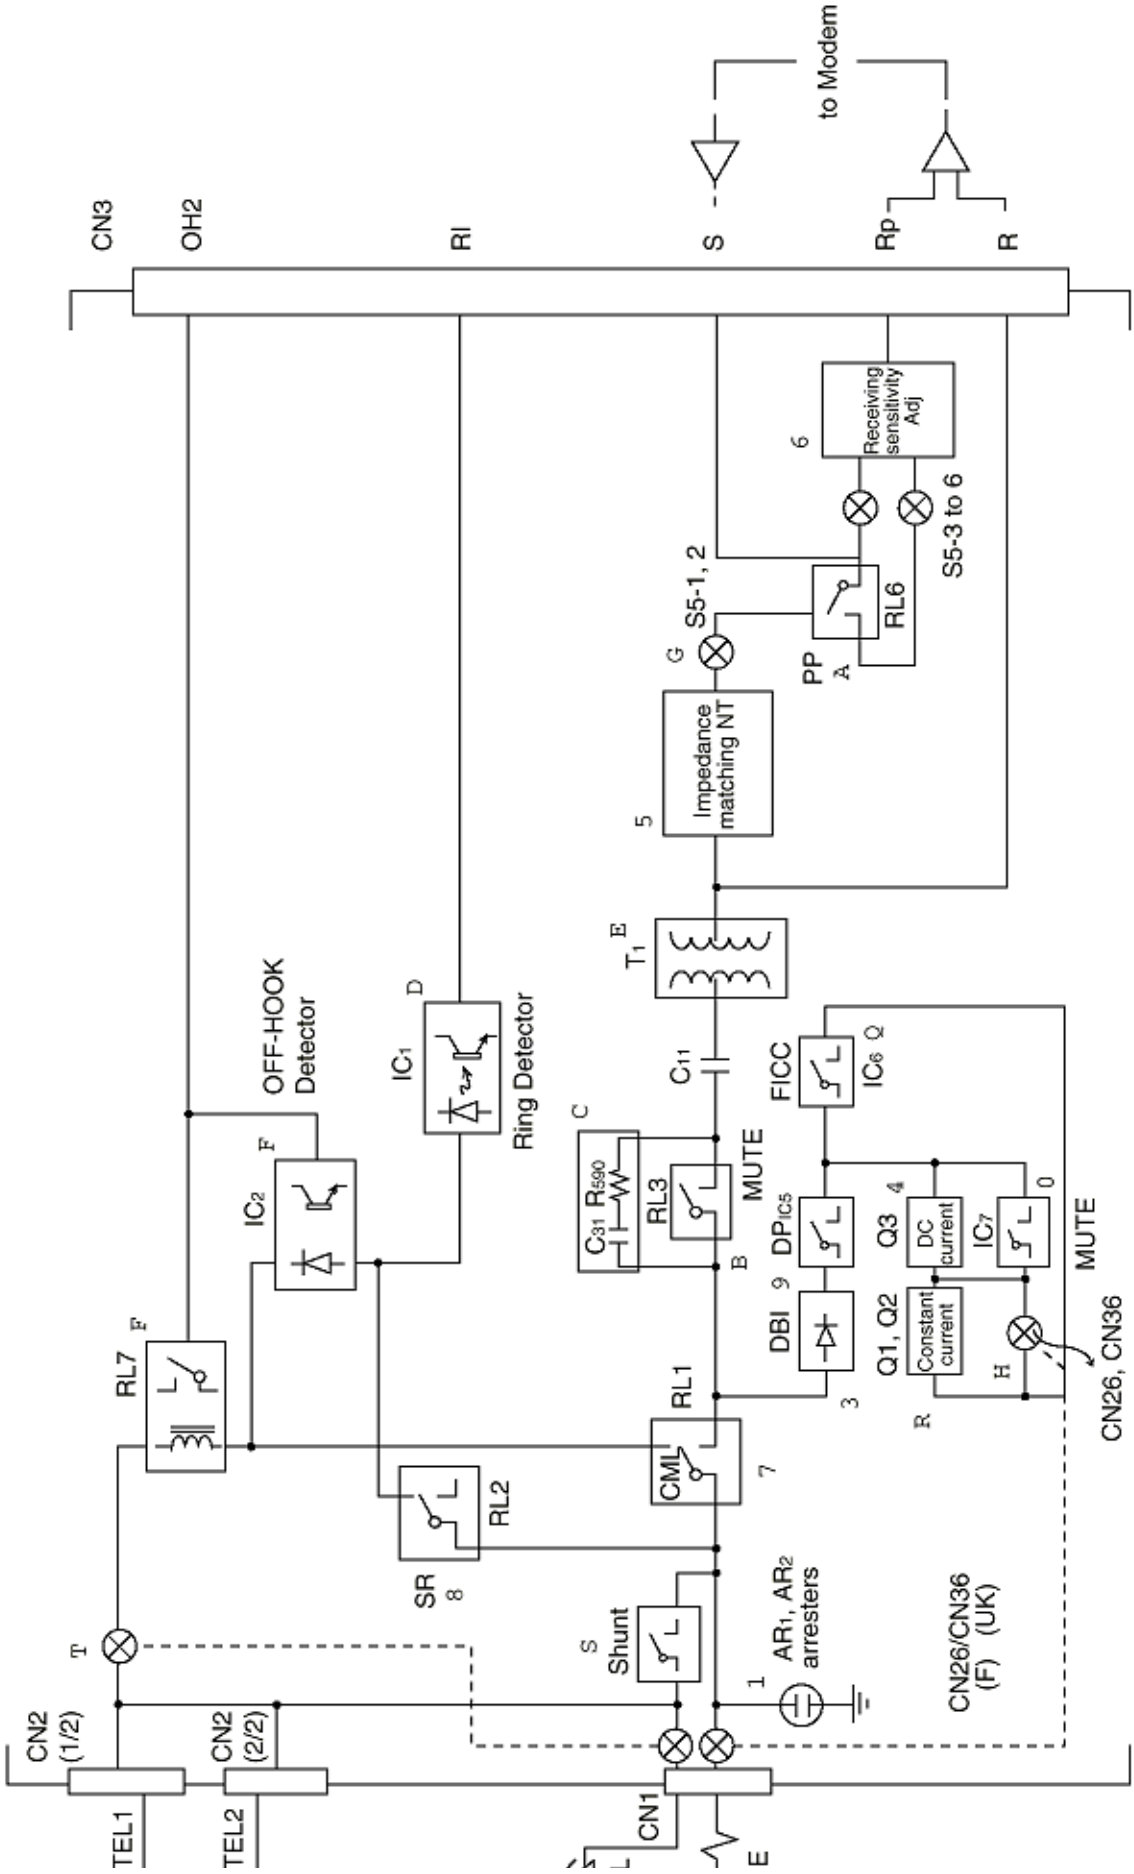 CN3
OH2
RI
S
Rp
R
to Modem
6
Receiving
sensitivity
Adj
S5-3 to 6
S5-1, 2
G
RL6
PP
A
Impedance
matching NT
5
E
T1
C11
OFF-HOOK
Detector
F
IC2
D
IC1
Ring Detector
C
C31 R590
RL3
MUTE
B
FICC
IC6 Q
DPIC5
DBI 9
3
4
Q3
DC
current
Q1, Q2
Constant
current
IC7
0
MUTE
H
R
CN26, CN36
F
RL7
RL1
CML
7
RL2
SR
8
S
Shunt
1
AR1, AR2
arresters
CN26/CN36
(F) (UK)
T
CN2
(1/2)
CN2
(2/2)
CN1
TEL1
TEL2
L
E